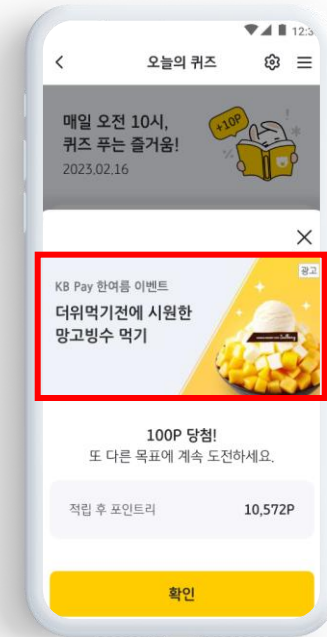 12:3
오늘의 퀴즈
매일 오전 10시,
퀴즈 푸는 즐거움!
2023.02.16
+10P
%
광고
KB Pay 한여름 이벤트
더위먹기전에 시원한
망고빙수 먹기
Sulbing
100P 당첨!
또 다른 목표에 계속 도전하세요.
적립 후 포인트리
10,572P
확인